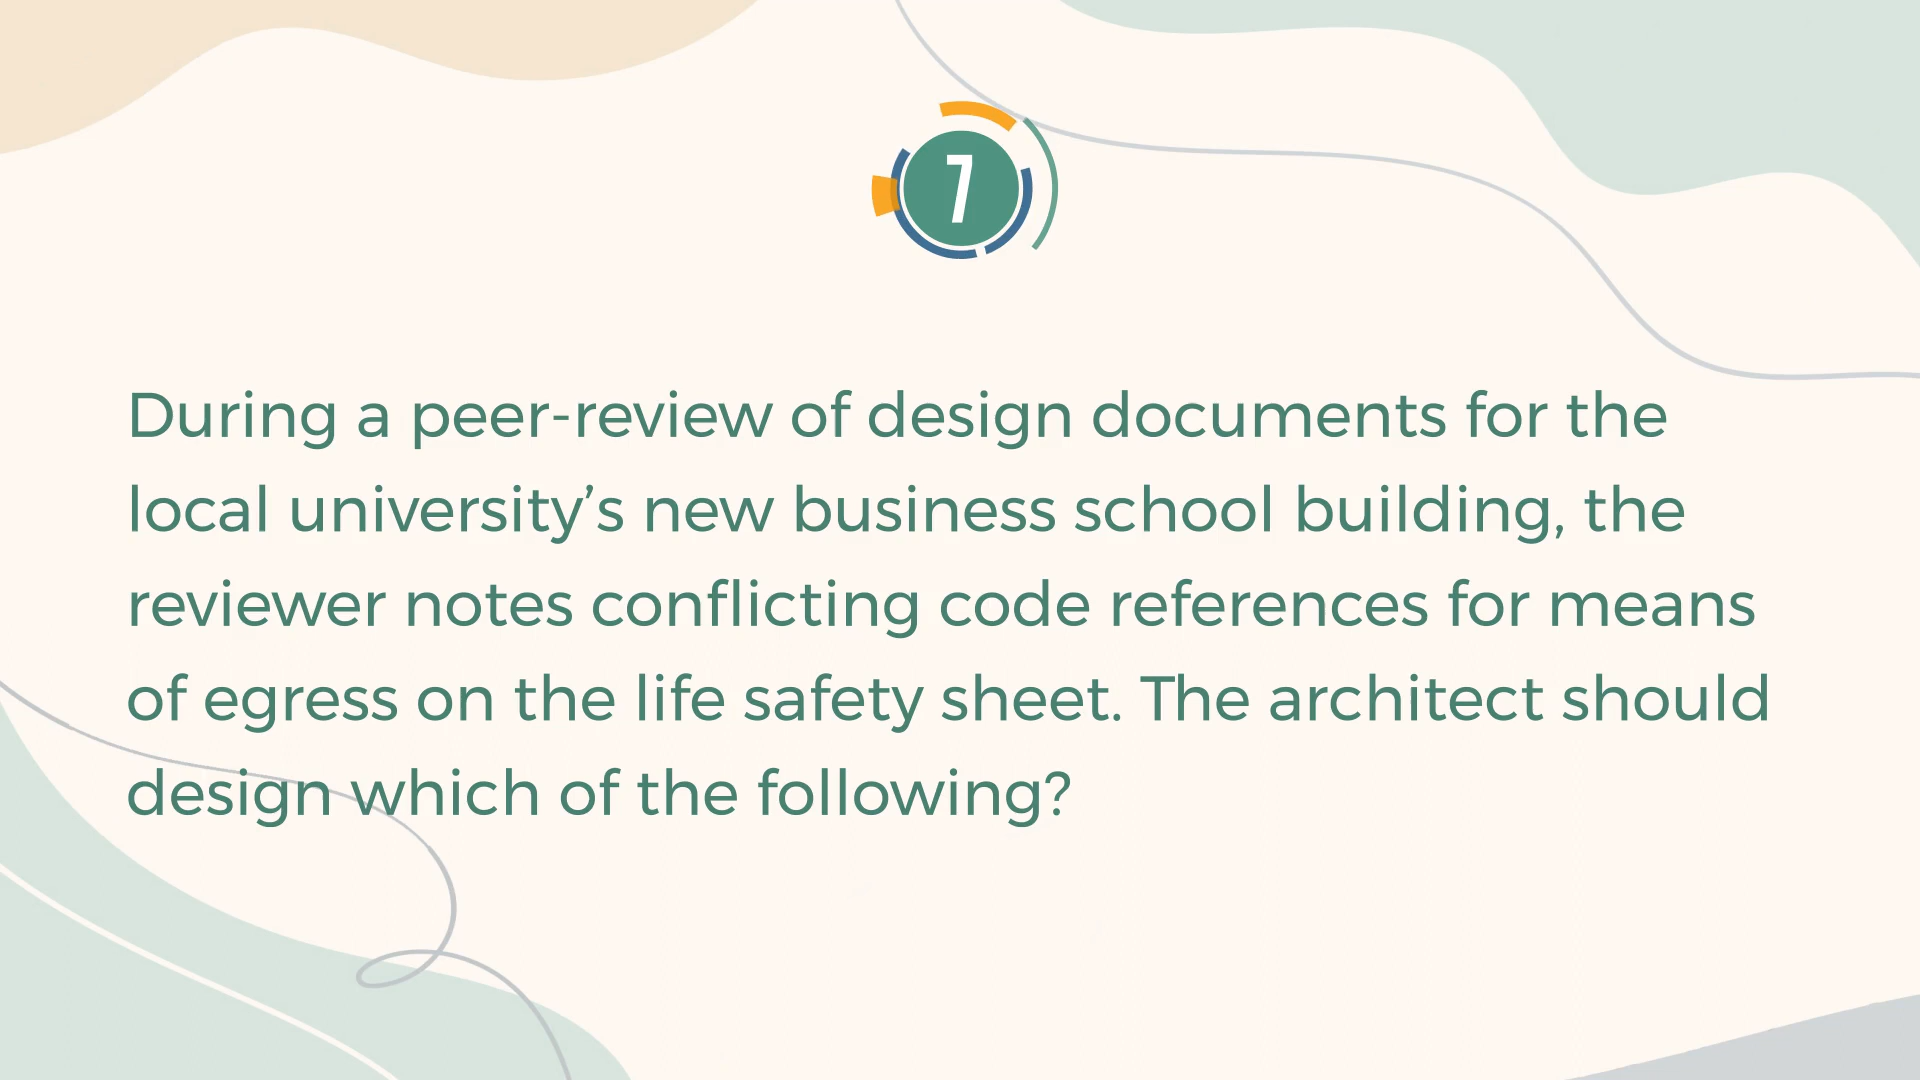 7
During a peer-review of design documents for the
local university’s new business school building, the
reviewer notes conflicting code references for means
of egress on the life safety sheet. The architect should
design which of the following?